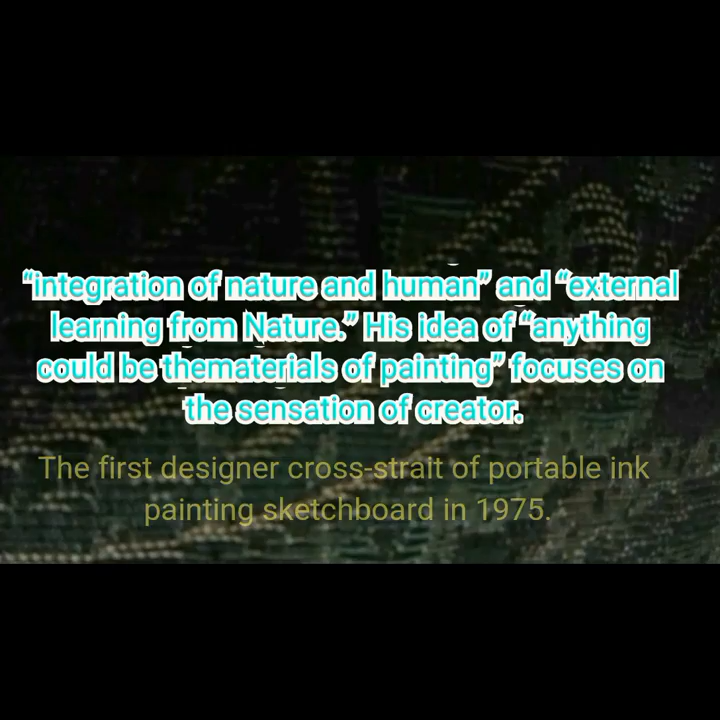 “integration of nature and human” and “external
learning from Nature.” His idea of “anything
could be thematerials of painting” focuses on
the sensation of creator.
The first designer cross-strait of portable ink
painting sketchboard in 1975.